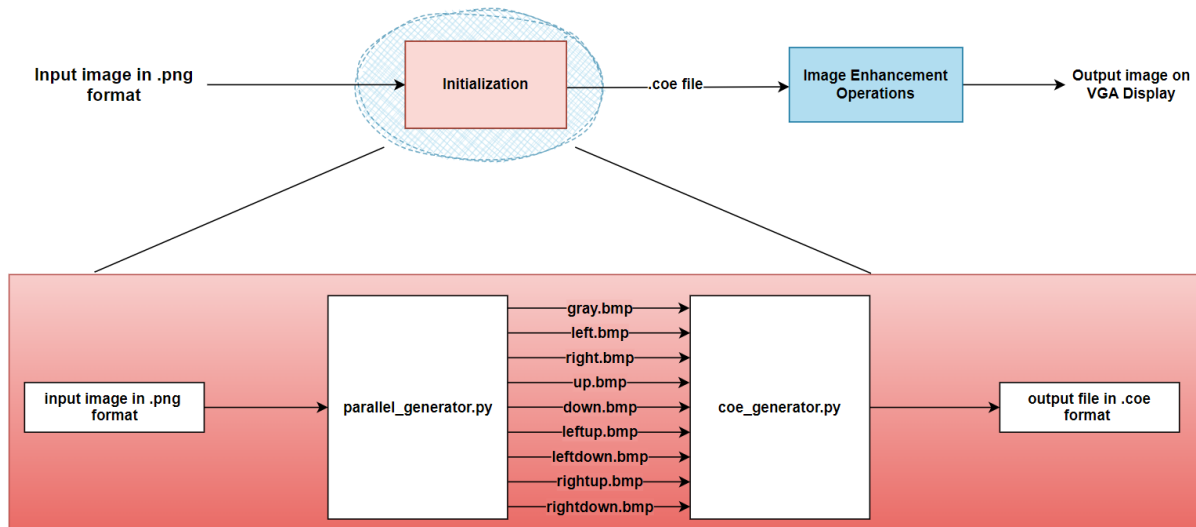 Input image in .png
format
Initialization
.coe file
Image Enhancement
Operations
Output image on
VGA Display
input image in .png
format
parallel_generator.py
gray.bmp
left.bmp
right.bmp
up.bmp
down.bmp
leftup.bmp
leftdown.bmp
rightup.bmp
rightdown.bmp
coe_generator.py
output file in .coe
format